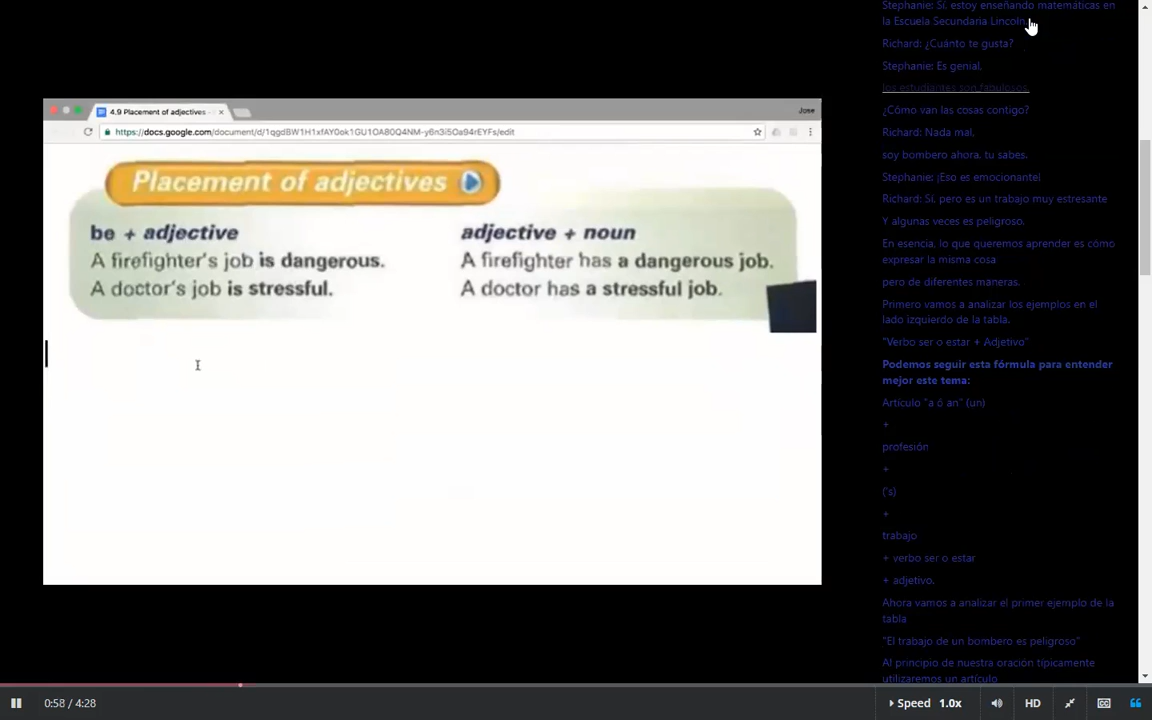 4.9 Placement of adjectives -
Jose
https://docs.google.com/document/d/1qgdBW1H1xfAY0ok1GU1OA80Q4NM-y6n3i5Oa94rEYFs/edit
Placement of adjectives
be + adjective
A firefighter's job is dangerous.
A doctor's job is stressful.
adjective + noun
A firefighter has a dangerous job.
A doctor has a stressful job.
Stephanie: Sí, estoy enseñando matemáticas en
la Escuela Secundaria Lincoln.
Richard: ¿Cuánto te gusta?
Stephanie: Es genial,
los estudiantes son fabulosos.
¿Cómo van las cosas contigo?
Richard: Nada mal,
soy bombero ahora, tu sabes.
Stephanie: ¡Eso es emocionante!
Richard: Sí, pero es un trabajo muy estresante
Y algunas veces es peligroso.
En esencia, lo que queremos aprender es cómo
expresar la misma cosa
pero de diferentes maneras.
Primero vamos a analizar los ejemplos en el
lado izquierdo de la tabla.
"Verbo ser o estar + Adjetivo"
Podemos seguir esta fórmula para entender
mejor este tema:
Artículo "a ó an" (un)
+
profesión
+
('s)
+
trabajo
+ verbo ser o estar
+ adjetivo.
Ahora vamos a analizar el primer ejemplo de la
tabla
"El trabajo de un bombero es peligroso"
Al principio de nuestra oración típicamente
utilizaremos un artículo
0:58 / 4:28
Speed 1.0x
HD